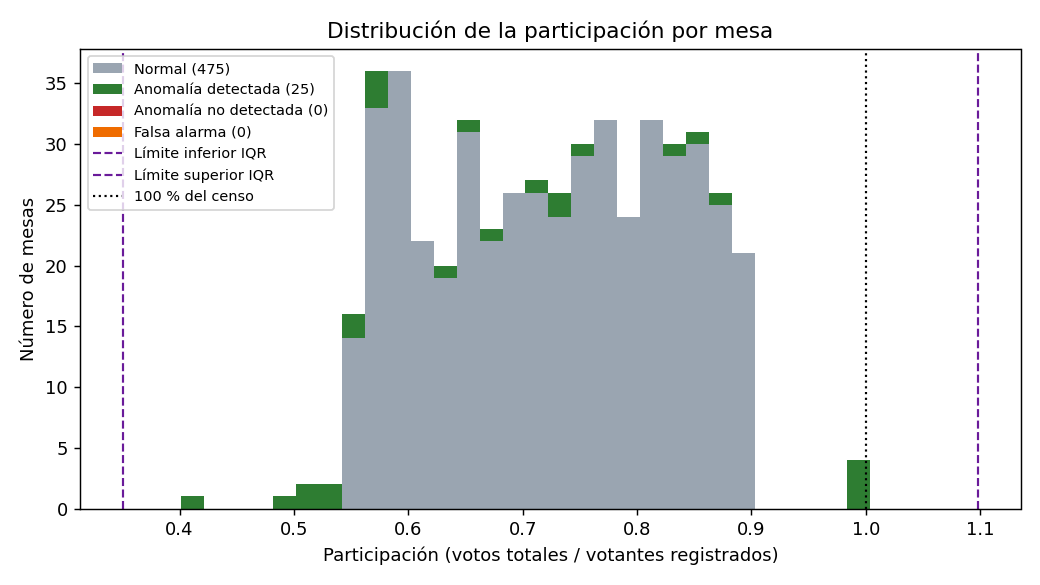 Distribución de la participación por mesa
Normal (475)
Anomalía detectada (25)
Anomalía no detectada (0)
Falsa alarma (0)
Límite inferior IQR
Límite superior IQR
100 % del censo
Número de mesas
35
30
25
20
15
10
5
0
0.4 0.5 0.6 0.7 0.8 0.9 1.0 1.1
Participación (votos totales / votantes registrados)